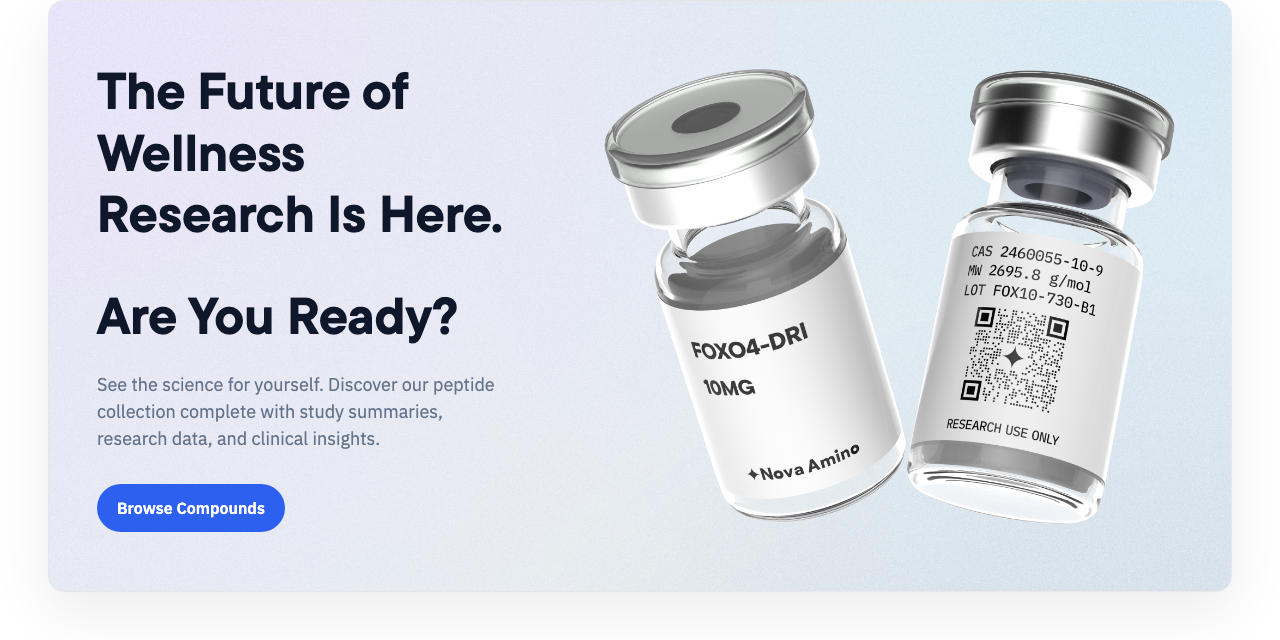 The Future of
Wellness
Research Is Here.
Are You Ready?
See the science for yourself. Discover our peptide
collection complete with study summaries,
research data, and clinical insights.
Browse Compounds
FOXO4-DRI
10MG
✦Nova Amino
CAS 2460055-10-9
MW 2695.8 g/mol
LOT FOX10-730-B1
RESEARCH USE ONLY